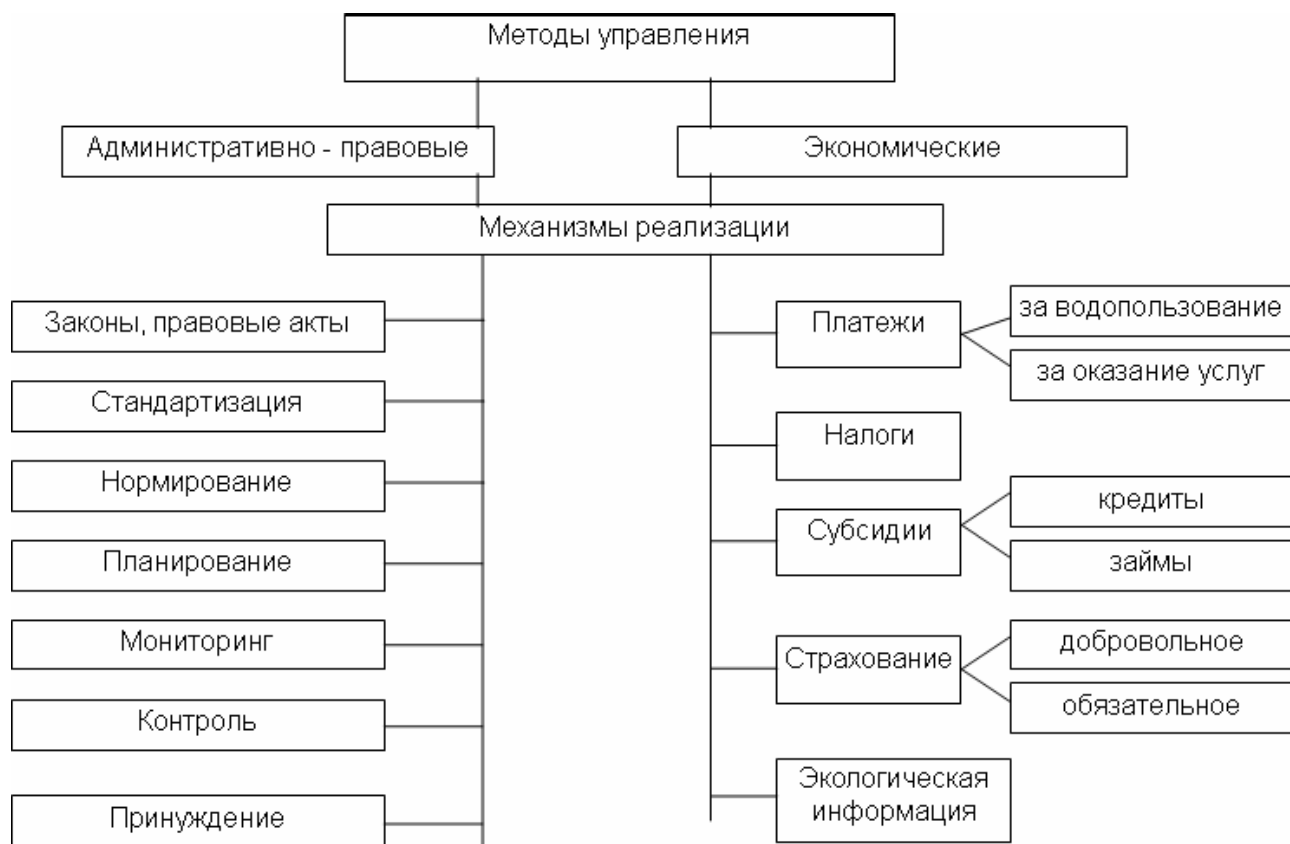 Методы управления
Административно - правовые
Экономические
Механизмы реализации
Законы, правовые акты
Стандартизация
Нормирование
Планирование
Мониторинг
Контроль
Принуждение
Платежи
за водопользование
за оказание услуг
Налоги
Субсидии
кредиты
займы
Страхование
добровольное
обязательное
Экологическая
информация